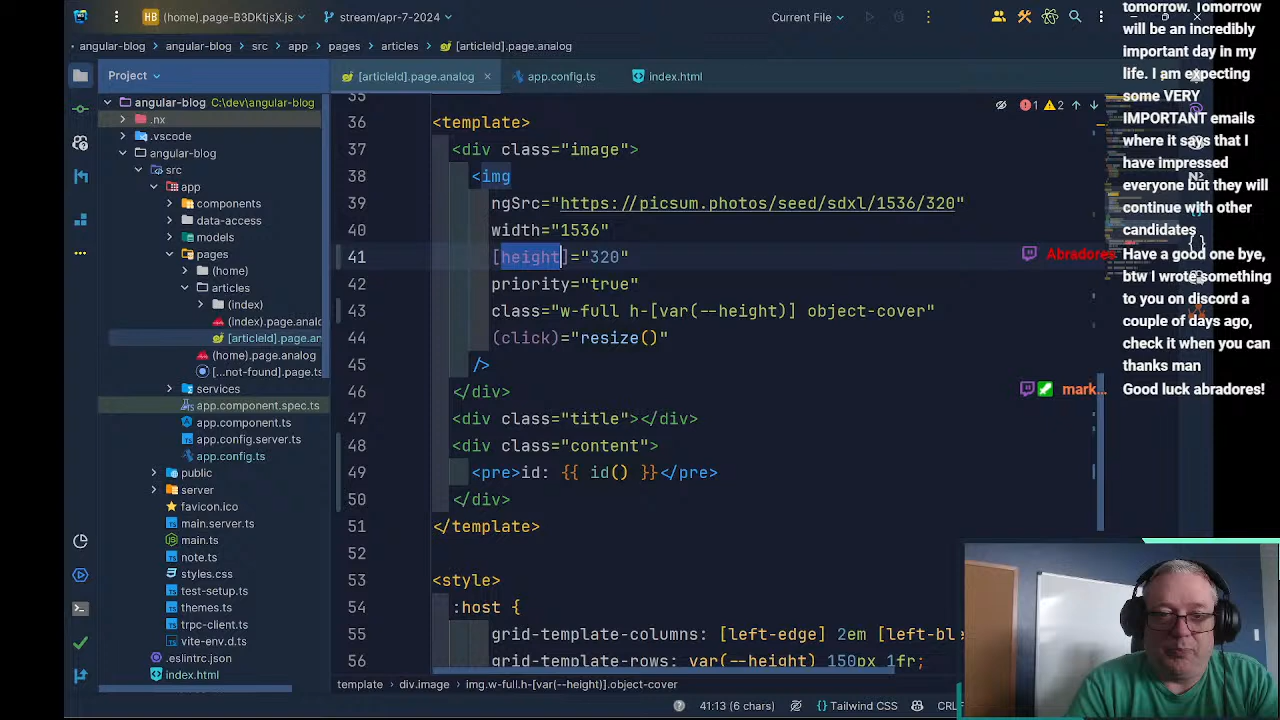 HB (home).page-B3DKtjsX.js stream/apr-7-2024 Current File
angular-blog angular-blog src app pages articles [articleId].page.analog
Project
[articleId].page.analog app.config.ts index.html
angular-blog C:\dev\angular-blog
.nx
.vscode
angular-blog
src
app
components
data-access
models
pages
(home)
articles
(index)
(index).page.analo
[articleId].page.an
(home).page.analog
[...not-found].page.ts
services
app.component.spec.ts
app.component.ts
app.config.server.ts
app.config.ts
public
server
favicon.ico
main.server.ts
main.ts
note.ts
styles.css
test-setup.ts
themes.ts
trpc-client.ts
vite-env.d.ts
.eslintrc.json
index.html
35
36 <template>
37 <div class="image">
38 <img
39 ngSrc="https://picsum.photos/seed/sdxl/1536/320"
40 width="1536"
41 [height]="320"
42 priority="true"
43 class="w-full h-[var(--height)] object-cover"
44 (click)="resize()"
45 />
46 </div>
47 <div class="title"></div>
48 <div class="content">
49 <pre>id: {{ id() }}</pre>
50 </div>
51 </template>
52
53 <style>
54 :host {
55 grid-template-columns: [left-edge] 2em [left-bl
56 grid-template-rows: var(--height) 150px 1fr;
1 2
template div.image img.w-full.h-[var(--height)].object-cover
41:13 (6 chars) Tailwind CSS CRL
tomorrow. Tomorrow
will be an incredibly
important day in my
life. I am expecting
some VERY
IMPORTANT emails
where it says that I
have impressed
everyone but they will
continue with other
candidates
Abradores Have a good one bye,
btw I wrote something
to you on discord a
couple of days ago,
check it when you can
thanks man
mark... Good luck abradores!